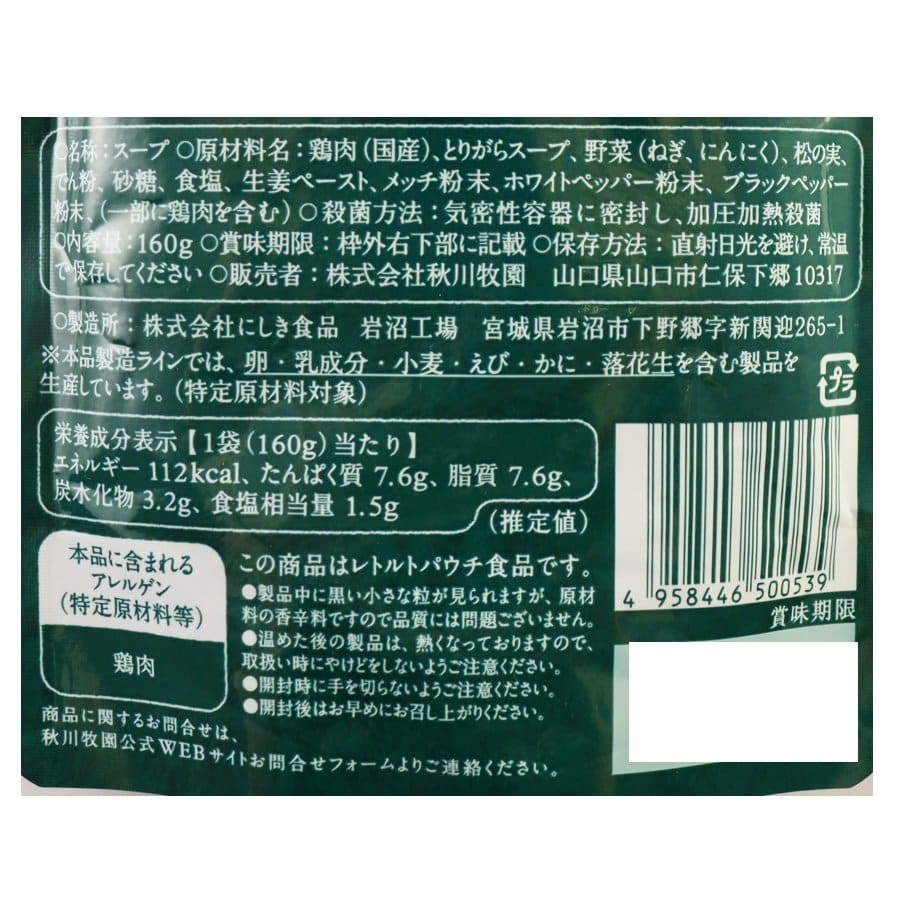 ○名称：スープ ○原材料名：鶏肉（国産）、とりがらスープ、野菜（ねぎ、にんにく）、松の実、
でん粉、砂糖、食塩、生姜ペースト、メッチ粉末、ホワイトペッパー粉末、ブラックペッパー
粉末、（一部に鶏肉を含む）○殺菌方法：気密性容器に密封し、加圧加熱殺菌
○内容量：160g ○賞味期限：枠外右下部に記載 ○保存方法：直射日光を避け、常温
で保存してください ○販売者：株式会社秋川牧園　山口県山口市仁保下郷10317
○製造所：株式会社にしき食品　岩沼工場　宮城県岩沼市下野郷字新関迎265-1
※本品製造ラインでは、卵・乳成分・小麦・えび・かに・落花生を含む製品を
生産しています。（特定原材料対象）
プラ
栄養成分表示【1袋（160g）当たり】
エネルギー 112kcal、たんぱく質 7.6g、脂質 7.6g、
炭水化物 3.2g、食塩相当量 1.5g
（推定値）
4 958446 500539
賞味期限
本品に含まれる
アレルゲン
（特定原材料等）
鶏肉
この商品はレトルトパウチ食品です。
●製品中に黒い小さな粒が見られますが、原材
料の香辛料ですので品質には問題ございません。
●温めた後の製品は、熱くなっておりますので、
取扱い時にやけどをしないようご注意ください。
●開封時に手を切らないようご注意ください。
●開封後はお早めにお召し上がりください。
商品に関するお問合せは、
秋川牧園公式WEBサイトお問合せフォームよりご連絡ください。